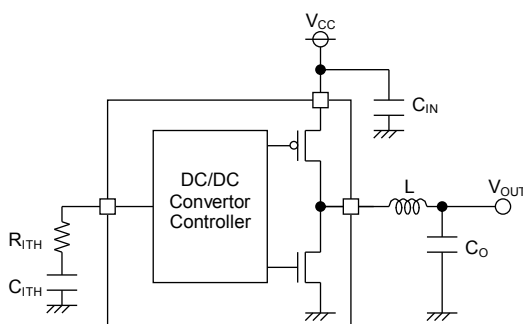 VCC
CIN
DC/DC
Convertor
Controller
L
VOUT
RITH
CO
CITH